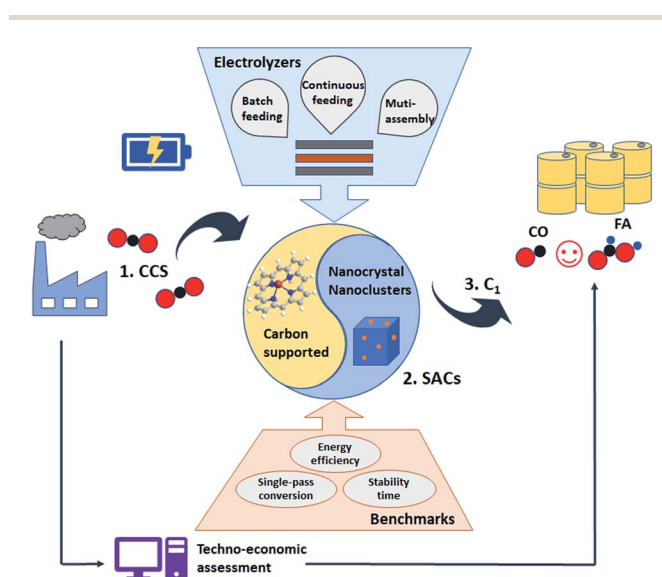 Electrolyzers
Batch
feeding
Continuous
feeding
Muti-
assembly
1. CCS
Nanocrystal
Nanoclusters
Carbon
supported
2. SACs
3. C₁
CO
FA
Energy
efficiency
Single-pass
conversion
Stability
time
Benchmarks
Techno-economic
assessment